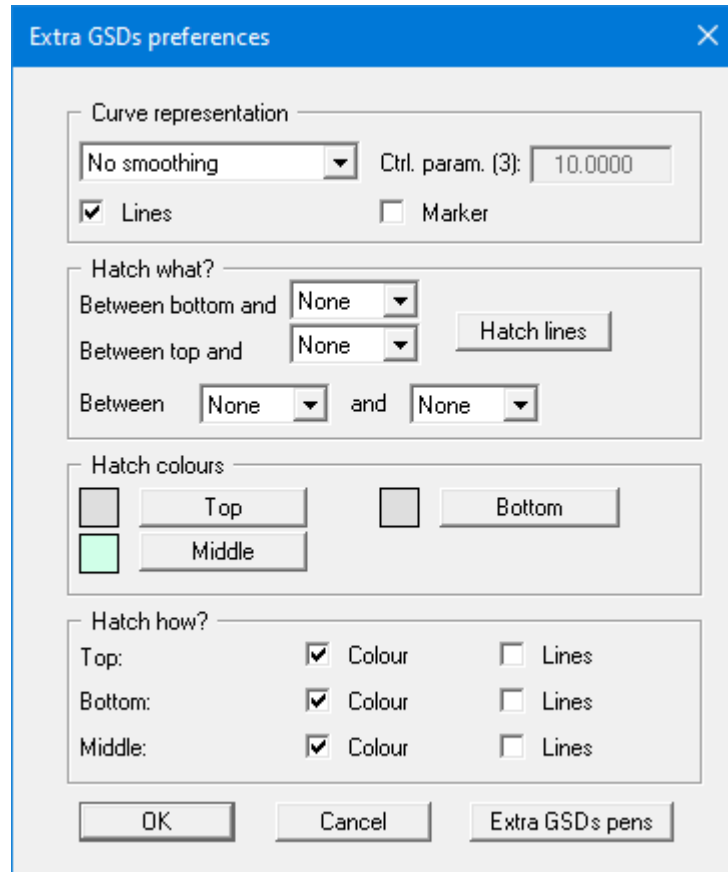 Extra GSDs preferences
Curve representation
No smoothing Ctrl. param. (3): 10.0000
Lines Marker
Hatch what?
Between bottom and None
Hatch lines
Between top and None
Between None and None
Hatch colours
Top Bottom
Middle
Hatch how?
Top: Colour Lines
Bottom: Colour Lines
Middle: Colour Lines
OK Cancel Extra GSDs pens